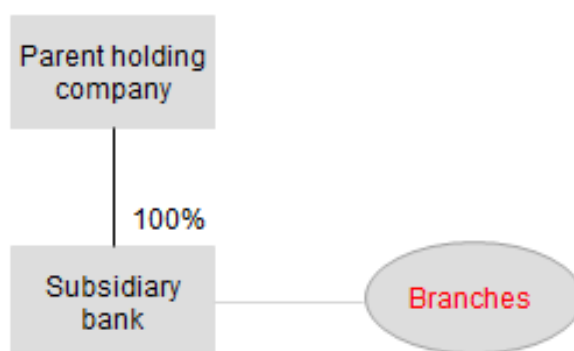 Parent holding
company
100%
Subsidiary
bank
Branches